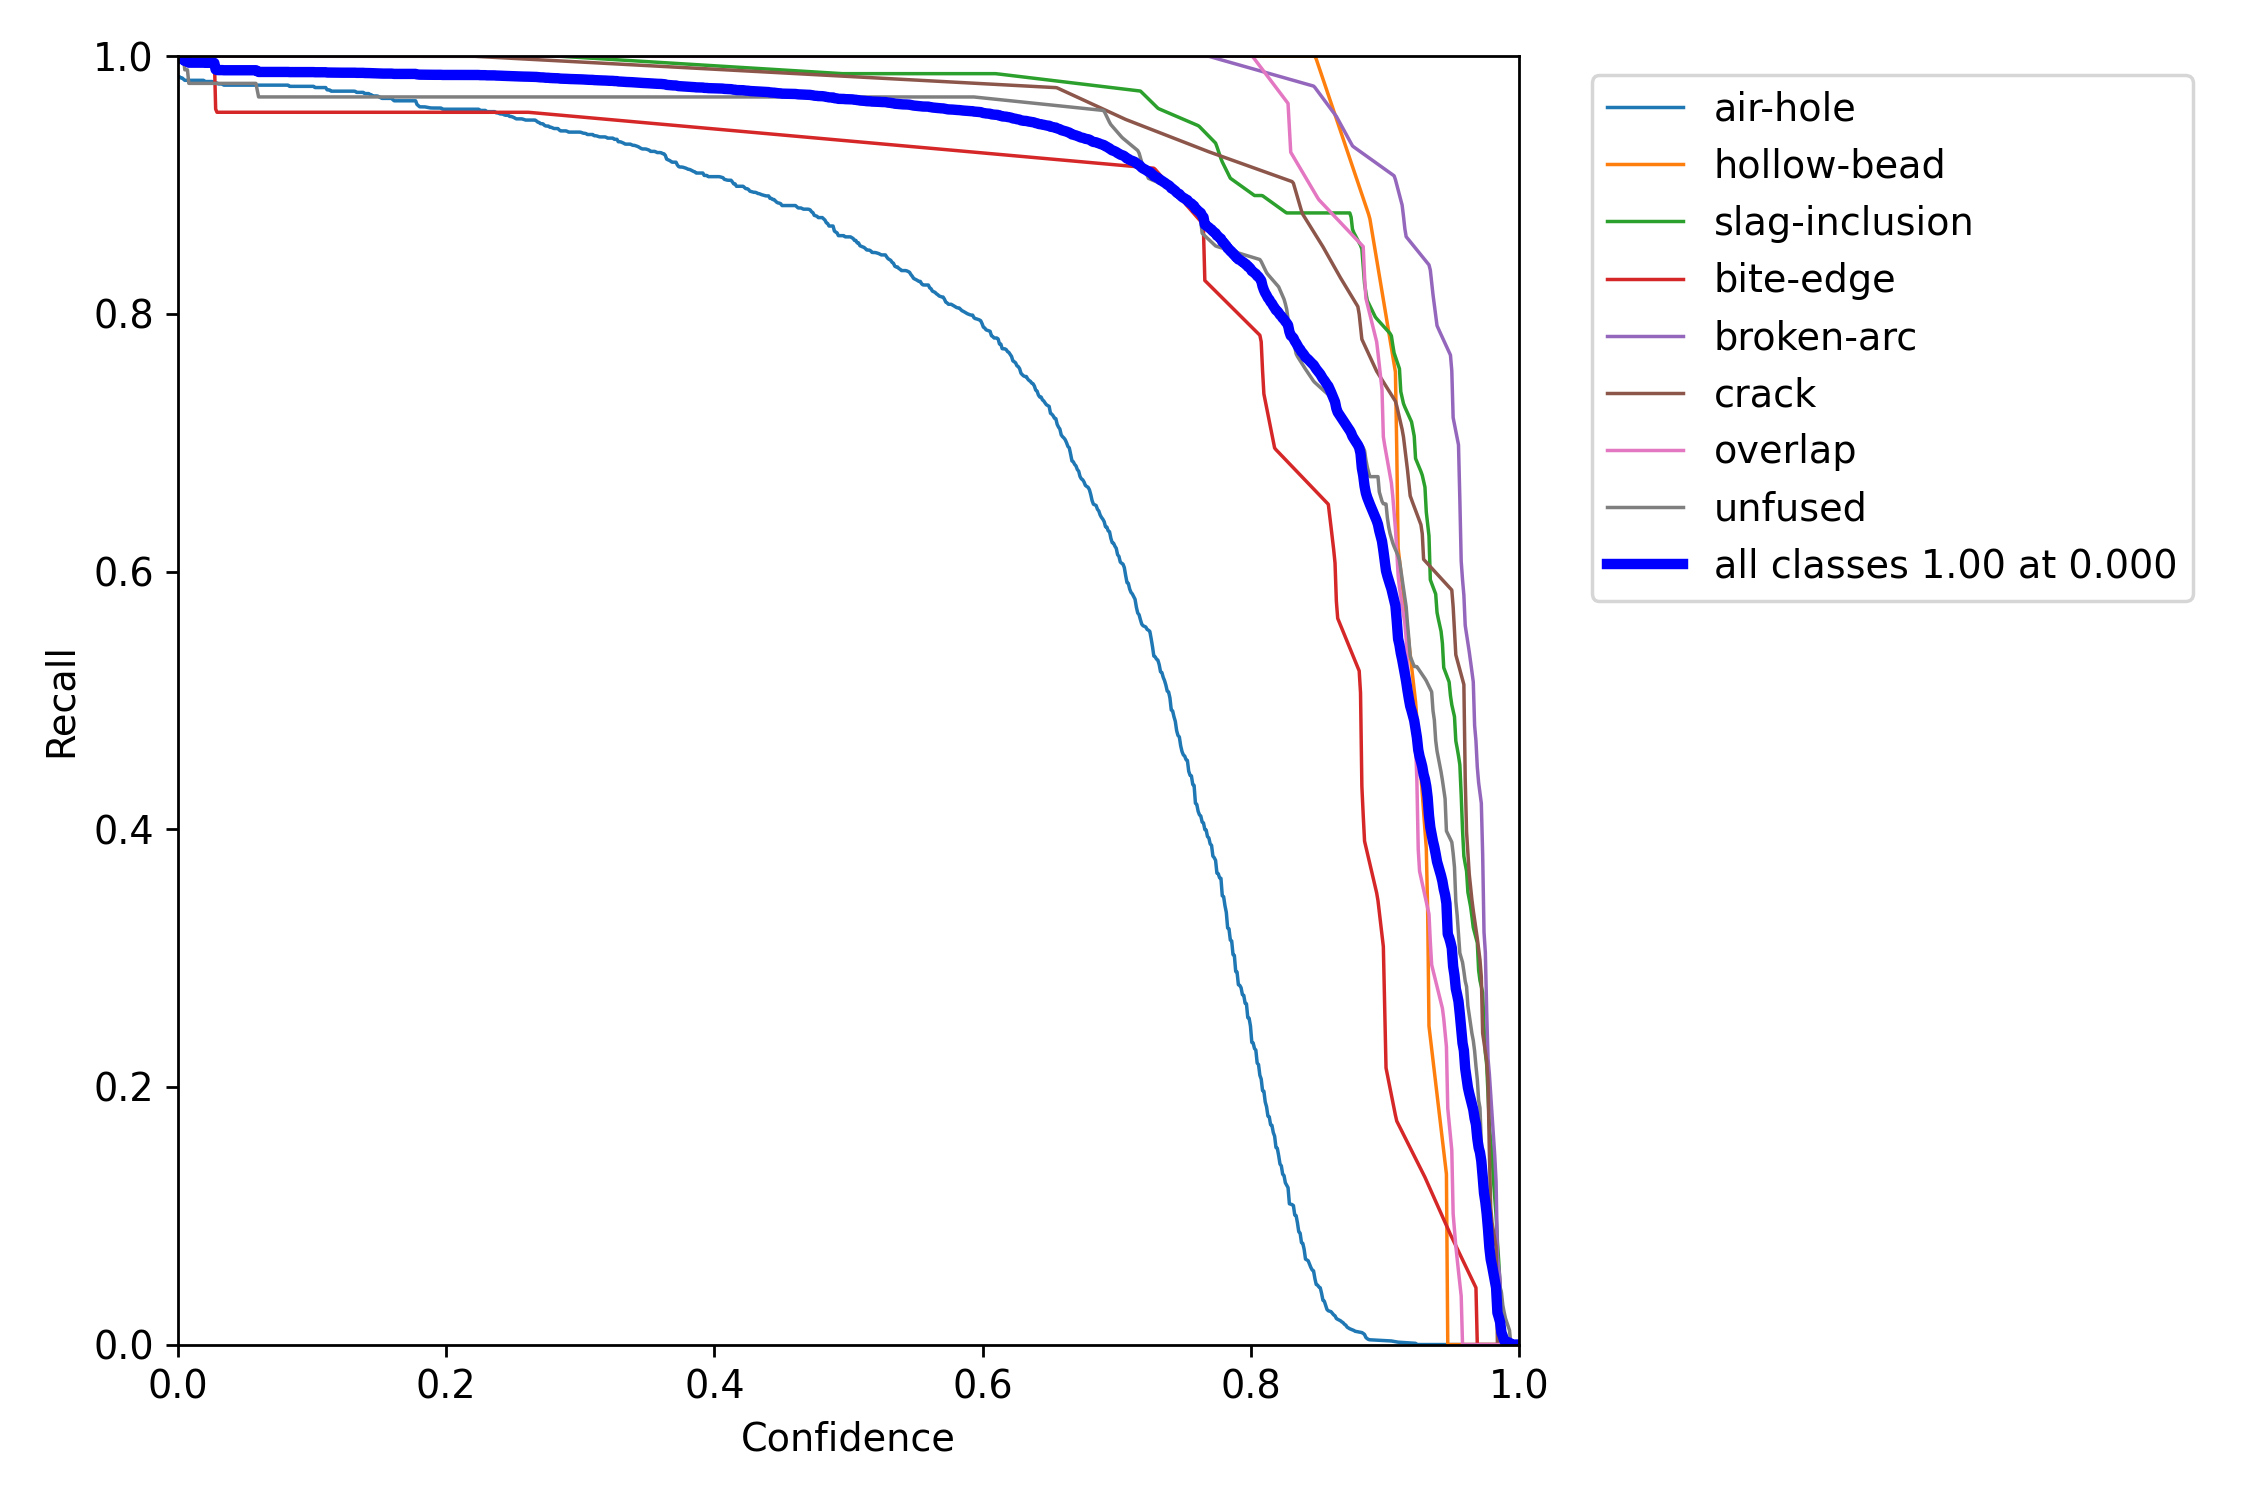 1.0
0.8
0.6
0.4
0.2
0.0
Recall
0.0 0.2 0.4 0.6 0.8 1.0
Confidence
air-hole
hollow-bead
slag-inclusion
bite-edge
broken-arc
crack
overlap
unfused
all classes 1.00 at 0.000